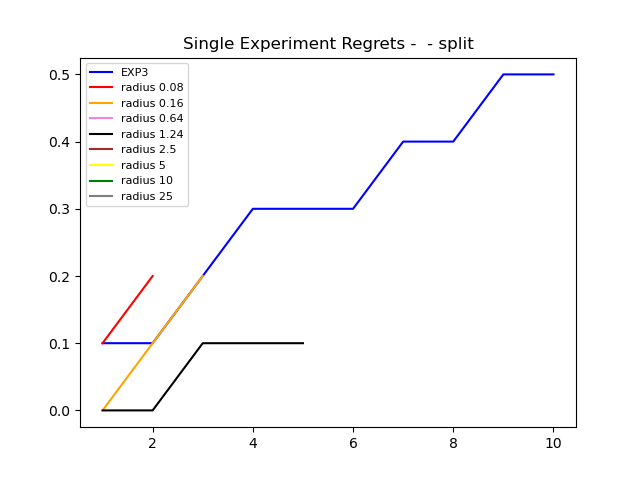 Single Experiment Regrets -  - split
EXP3
radius 0.08
radius 0.16
radius 0.64
radius 1.24
radius 2.5
radius 5
radius 10
radius 25
0.5
0.4
0.3
0.2
0.1
0.0
2 4 6 8 10